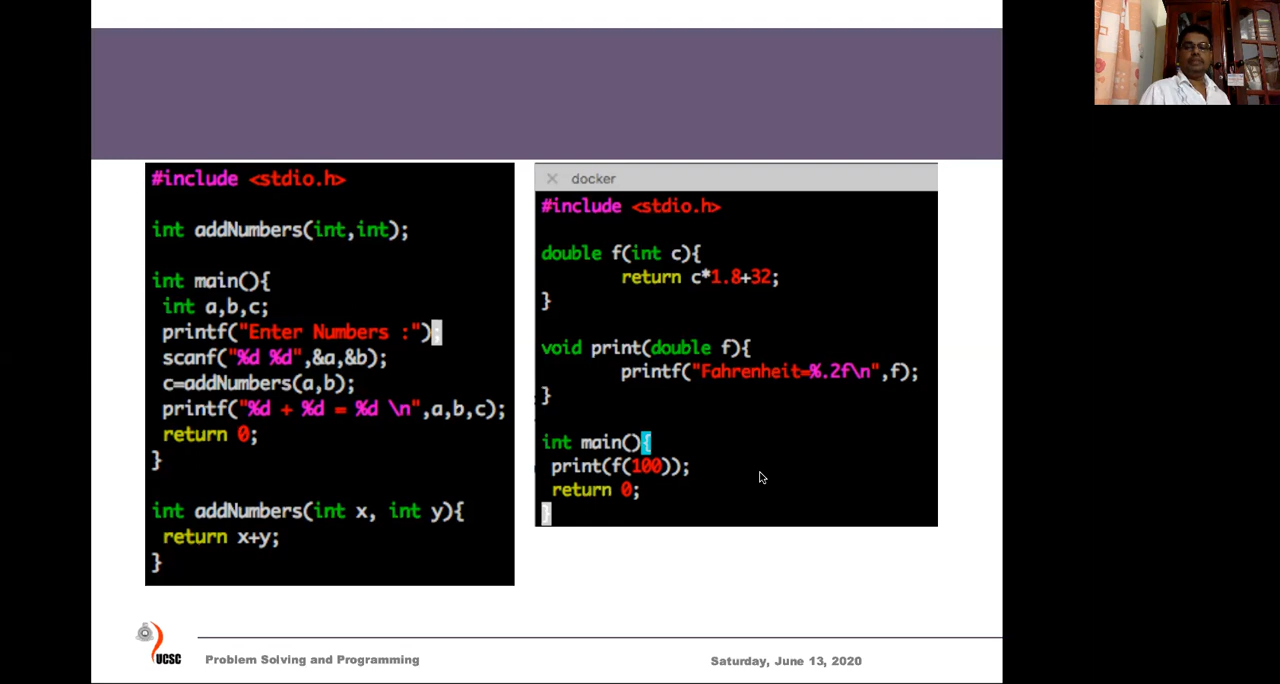 #include <stdio.h>
int addNumbers(int,int);
int main(){
int a,b,c;
printf("Enter Numbers :");
scanf("%d %d",&a,&b);
c=addNumbers(a,b);
printf("%d + %d = %d \n",a,b,c);
return 0;
}
int addNumbers(int x, int y){
return x+y;
}
docker
#include <stdio.h>
double f(int c){
return c*1.8+32;
}
void print(double f){
printf("Fahrenheit=%.2f\n",f);
}
int main(){
print(f(100));
return 0;
}
UCSC
Problem Solving and Programming
Saturday, June 13, 2020